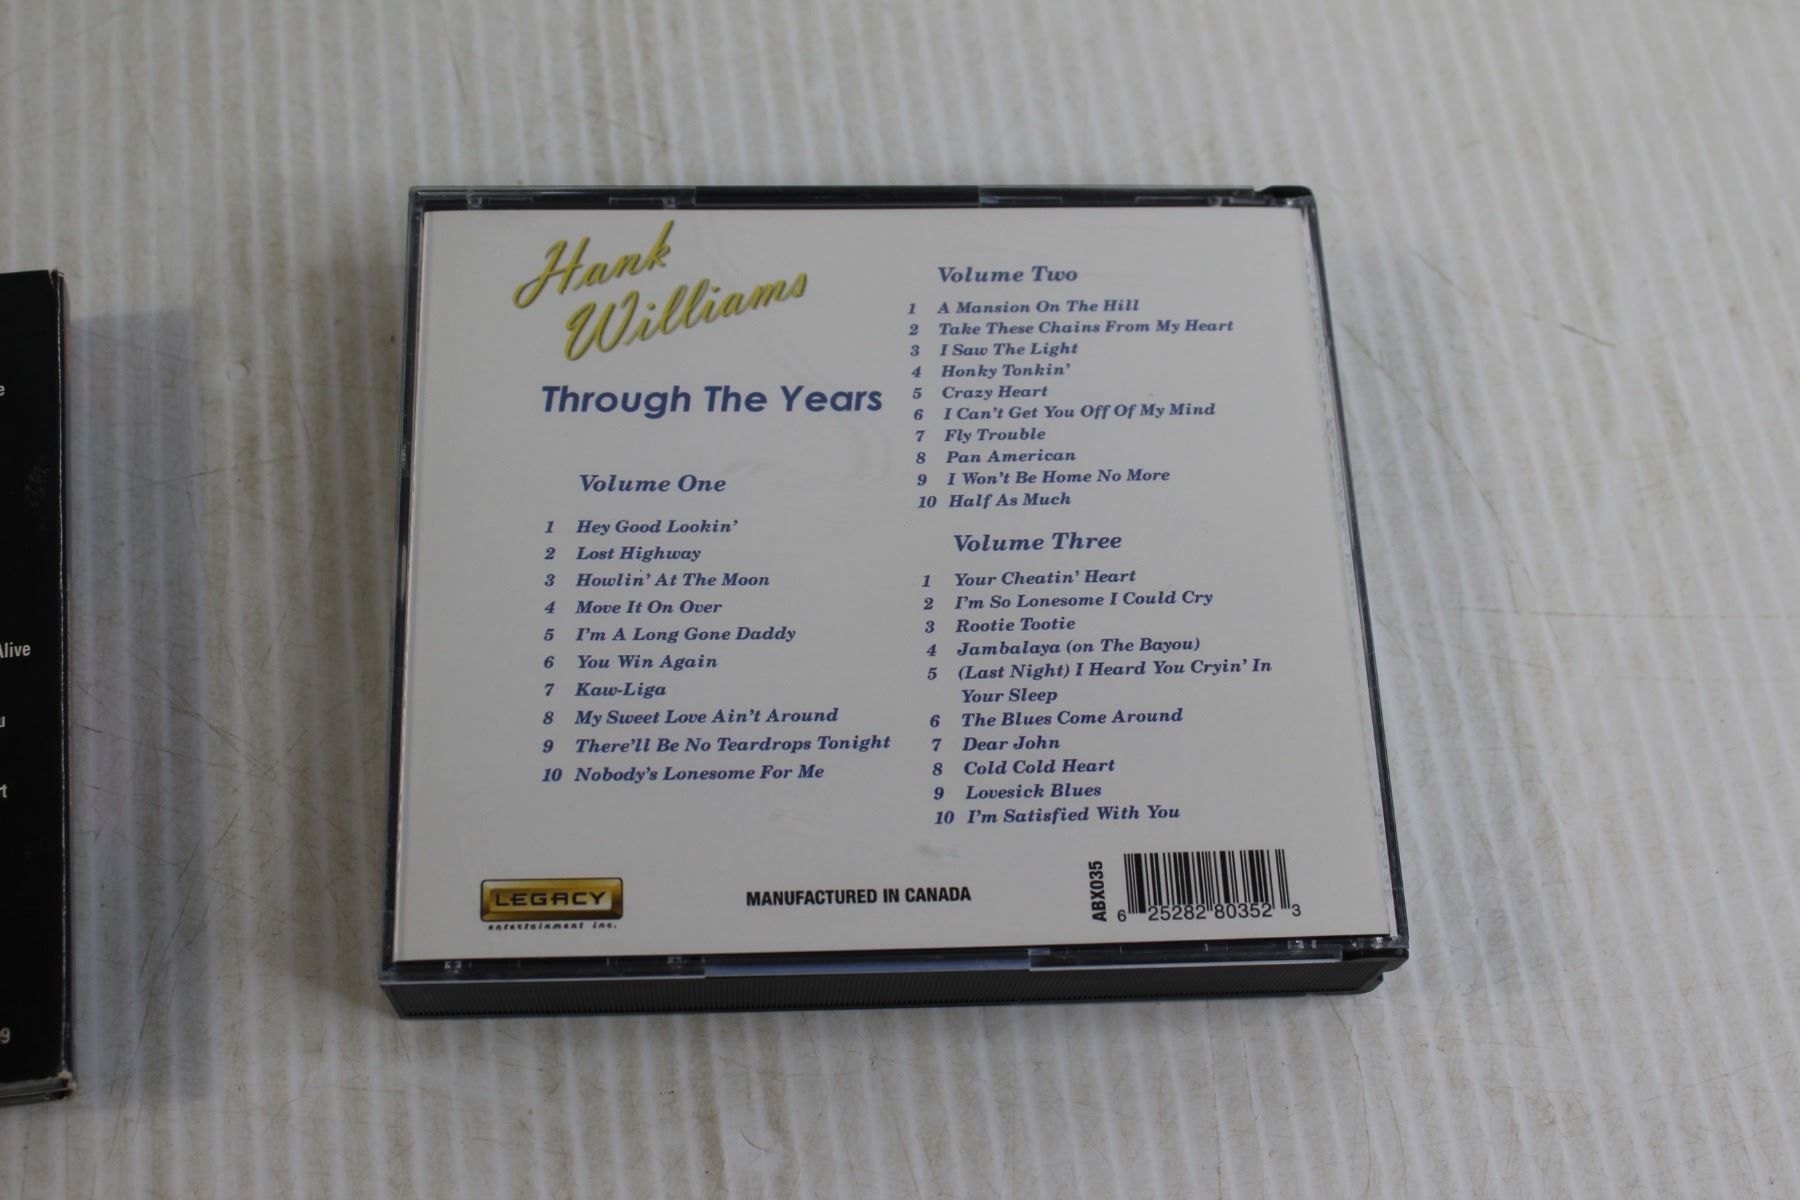 Hank
Williams
Through The Years
Volume One
1 Hey Good Lookin'
2 Lost Highway
3 Howlin' At The Moon
4 Move It On Over
5 I'm A Long Gone Daddy
6 You Win Again
7 Kaw-Liga
8 My Sweet Love Ain't Around
9 There'll Be No Teardrops Tonight
10 Nobody's Lonesome For Me
Volume Two
1 A Mansion On The Hill
2 Take These Chains From My Heart
3 I Saw The Light
4 Honky Tonkin'
5 Crazy Heart
6 I Can't Get You Off Of My Mind
7 Fly Trouble
8 Pan American
9 I Won't Be Home No More
10 Half As Much
Volume Three
1 Your Cheatin' Heart
2 I'm So Lonesome I Could Cry
3 Rootie Tootie
4 Jambalaya (on The Bayou)
5 (Last Night) I Heard You Cryin' In
Your Sleep
6 The Blues Come Around
7 Dear John
8 Cold Cold Heart
9 Lovesick Blues
10 I'm Satisfied With You
LEGACY
entertainment inc.
MANUFACTURED IN CANADA
ABX035
6 25282 80352 3
Alive